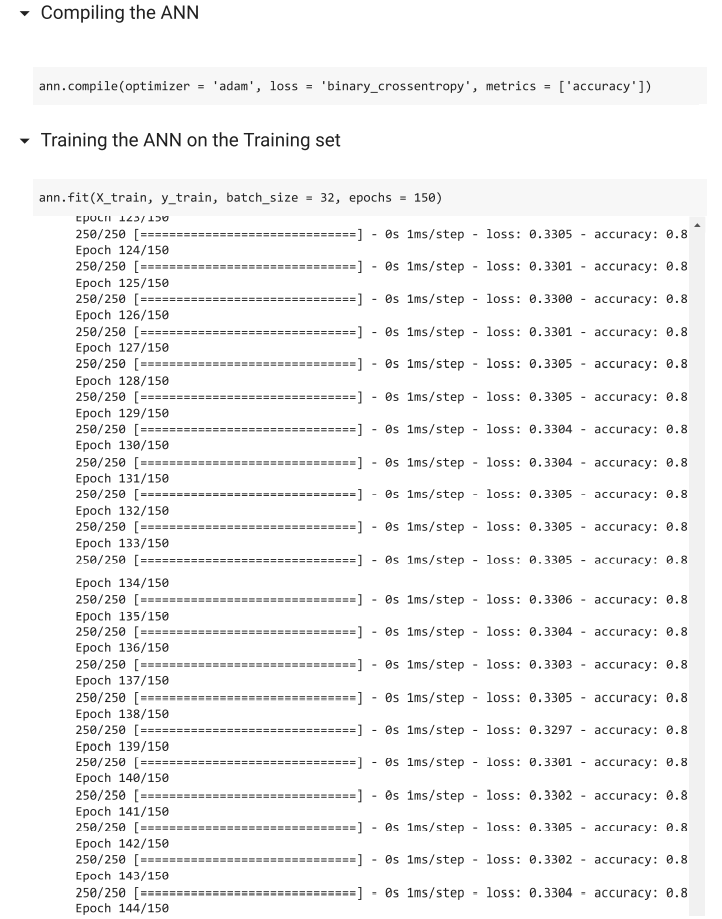 Compiling the ANN
ann.compile(optimizer = 'adam', loss = 'binary_crossentropy', metrics = ['accuracy'])
Training the ANN on the Training set
ann.fit(X_train, y_train, batch_size = 32, epochs = 150)
Epoch 123/150
250/250 [==============================] - 0s 1ms/step - loss: 0.3305 - accuracy: 0.8
Epoch 124/150
250/250 [==============================] - 0s 1ms/step - loss: 0.3301 - accuracy: 0.8
Epoch 125/150
250/250 [==============================] - 0s 1ms/step - loss: 0.3300 - accuracy: 0.8
Epoch 126/150
250/250 [==============================] - 0s 1ms/step - loss: 0.3301 - accuracy: 0.8
Epoch 127/150
250/250 [==============================] - 0s 1ms/step - loss: 0.3305 - accuracy: 0.8
Epoch 128/150
250/250 [==============================] - 0s 1ms/step - loss: 0.3305 - accuracy: 0.8
Epoch 129/150
250/250 [==============================] - 0s 1ms/step - loss: 0.3304 - accuracy: 0.8
Epoch 130/150
250/250 [==============================] - 0s 1ms/step - loss: 0.3304 - accuracy: 0.8
Epoch 131/150
250/250 [==============================] - 0s 1ms/step - loss: 0.3305 - accuracy: 0.8
Epoch 132/150
250/250 [==============================] - 0s 1ms/step - loss: 0.3305 - accuracy: 0.8
Epoch 133/150
250/250 [==============================] - 0s 1ms/step - loss: 0.3305 - accuracy: 0.8
Epoch 134/150
250/250 [==============================] - 0s 1ms/step - loss: 0.3306 - accuracy: 0.8
Epoch 135/150
250/250 [==============================] - 0s 1ms/step - loss: 0.3304 - accuracy: 0.8
Epoch 136/150
250/250 [==============================] - 0s 1ms/step - loss: 0.3303 - accuracy: 0.8
Epoch 137/150
250/250 [==============================] - 0s 1ms/step - loss: 0.3305 - accuracy: 0.8
Epoch 138/150
250/250 [==============================] - 0s 1ms/step - loss: 0.3297 - accuracy: 0.8
Epoch 139/150
250/250 [==============================] - 0s 1ms/step - loss: 0.3301 - accuracy: 0.8
Epoch 140/150
250/250 [==============================] - 0s 1ms/step - loss: 0.3302 - accuracy: 0.8
Epoch 141/150
250/250 [==============================] - 0s 1ms/step - loss: 0.3305 - accuracy: 0.8
Epoch 142/150
250/250 [==============================] - 0s 1ms/step - loss: 0.3302 - accuracy: 0.8
Epoch 143/150
250/250 [==============================] - 0s 1ms/step - loss: 0.3304 - accuracy: 0.8
Epoch 144/150